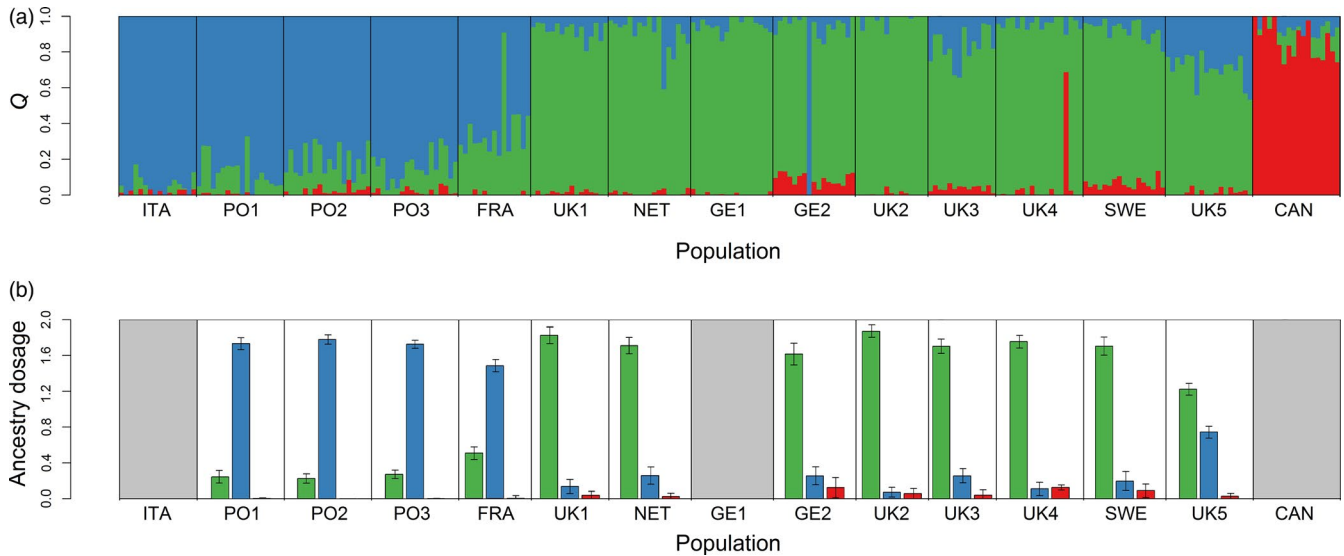 (a)
Q
1.0
0.8
0.6
0.4
0.2
0.0
ITA PO1 PO2 PO3 FRA UK1 NET GE1 GE2 UK2 UK3 UK4 SWE UK5 CAN
Population
(b)
Ancestry dosage
2.0
1.6
1.2
0.8
0.4
0.0
ITA PO1 PO2 PO3 FRA UK1 NET GE1 GE2 UK2 UK3 UK4 SWE UK5 CAN
Population